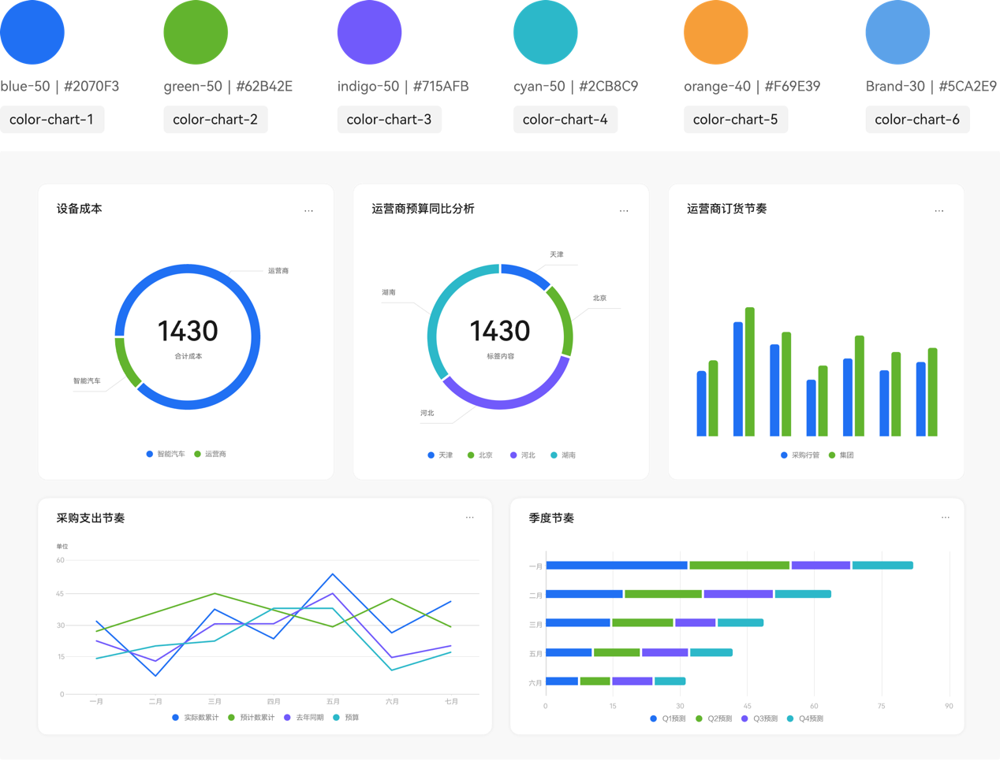 blue-50 | #2070F3
green-50 | #62B42E
indigo-50 | #715AFB
cyan-50 | #2CB8C9
orange-40 | #F69E39
Brand-30 | #5CA2E9
color-chart-1
color-chart-2
color-chart-3
color-chart-4
color-chart-5
color-chart-6
设备成本
...
运营商
1430
合计成本
智能汽车
智能汽车
运营商
运营商预算同比分析
...
天津
湖南
北京
1430
标签内容
河北
天津
北京
河北
湖南
运营商订货节奏
...
采购行管
集团
采购支出节奏
...
单位
60
45
30
15
0
一月
二月
三月
四月
五月
六月
七月
实际数累计
预计数累计
去年同期
预算
季度节奏
...
一月
二月
三月
五月
六月
0
15
30
45
60
75
90
Q1预测
Q2预测
Q3预测
Q4预测